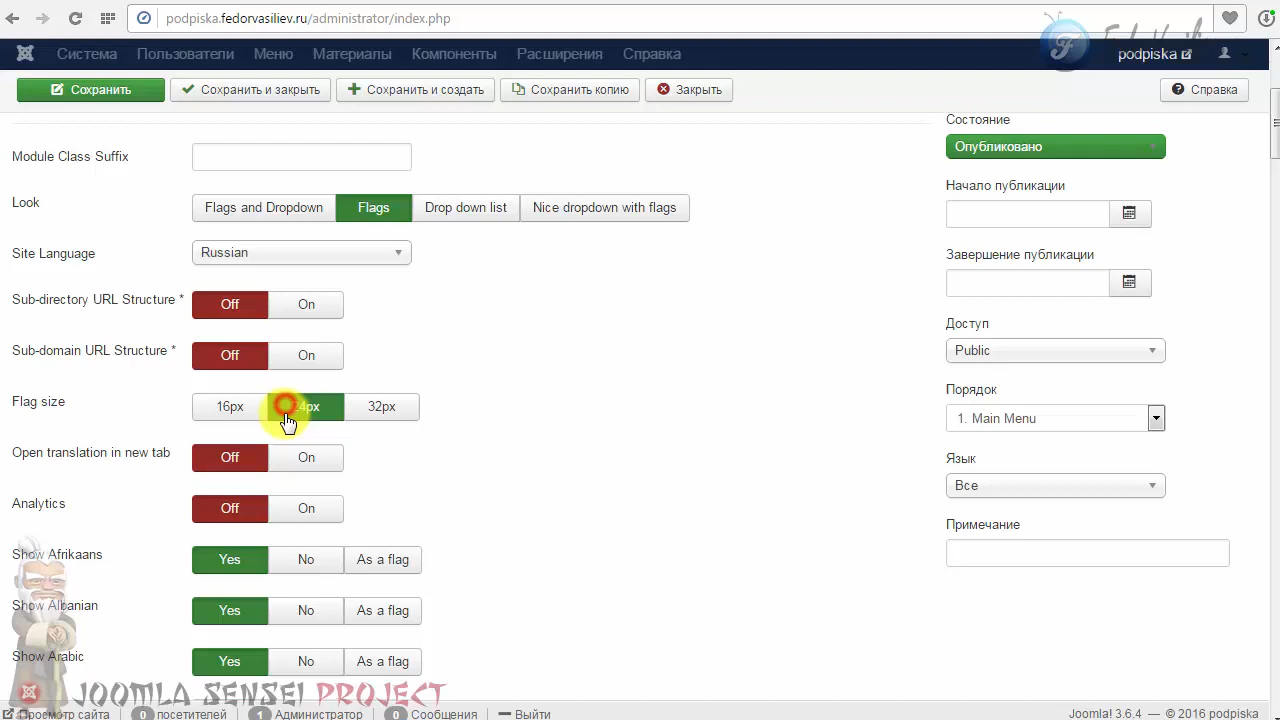 podpiska.fedorvasiliev.ru/administrator/index.php
Система Пользователи Меню Материалы Компоненты Расширения Справка podpiska
Сохранить Сохранить и закрыть Сохранить и создать Сохранить копию Закрыть Справка
Module Class Suffix
Look Flags and Dropdown Flags Drop down list Nice dropdown with flags
Site Language Russian
Sub-directory URL Structure * Off On
Sub-domain URL Structure * Off On
Flag size 16px 24px 32px
Open translation in new tab Off On
Analytics Off On
Show Afrikaans Yes No As a flag
Show Albanian Yes No As a flag
Show Arabic Yes No As a flag
Состояние
Опубликовано
Начало публикации
Завершение публикации
Доступ
Public
Порядок
1. Main Menu
Язык
Все
Примечание
JOOMLA SENSEI PROJECT
Просмотр сайта 0 посетителей 1 Администратор 0 Сообщения Выйти Joomla! 3.6.4 — © 2016 podpiska